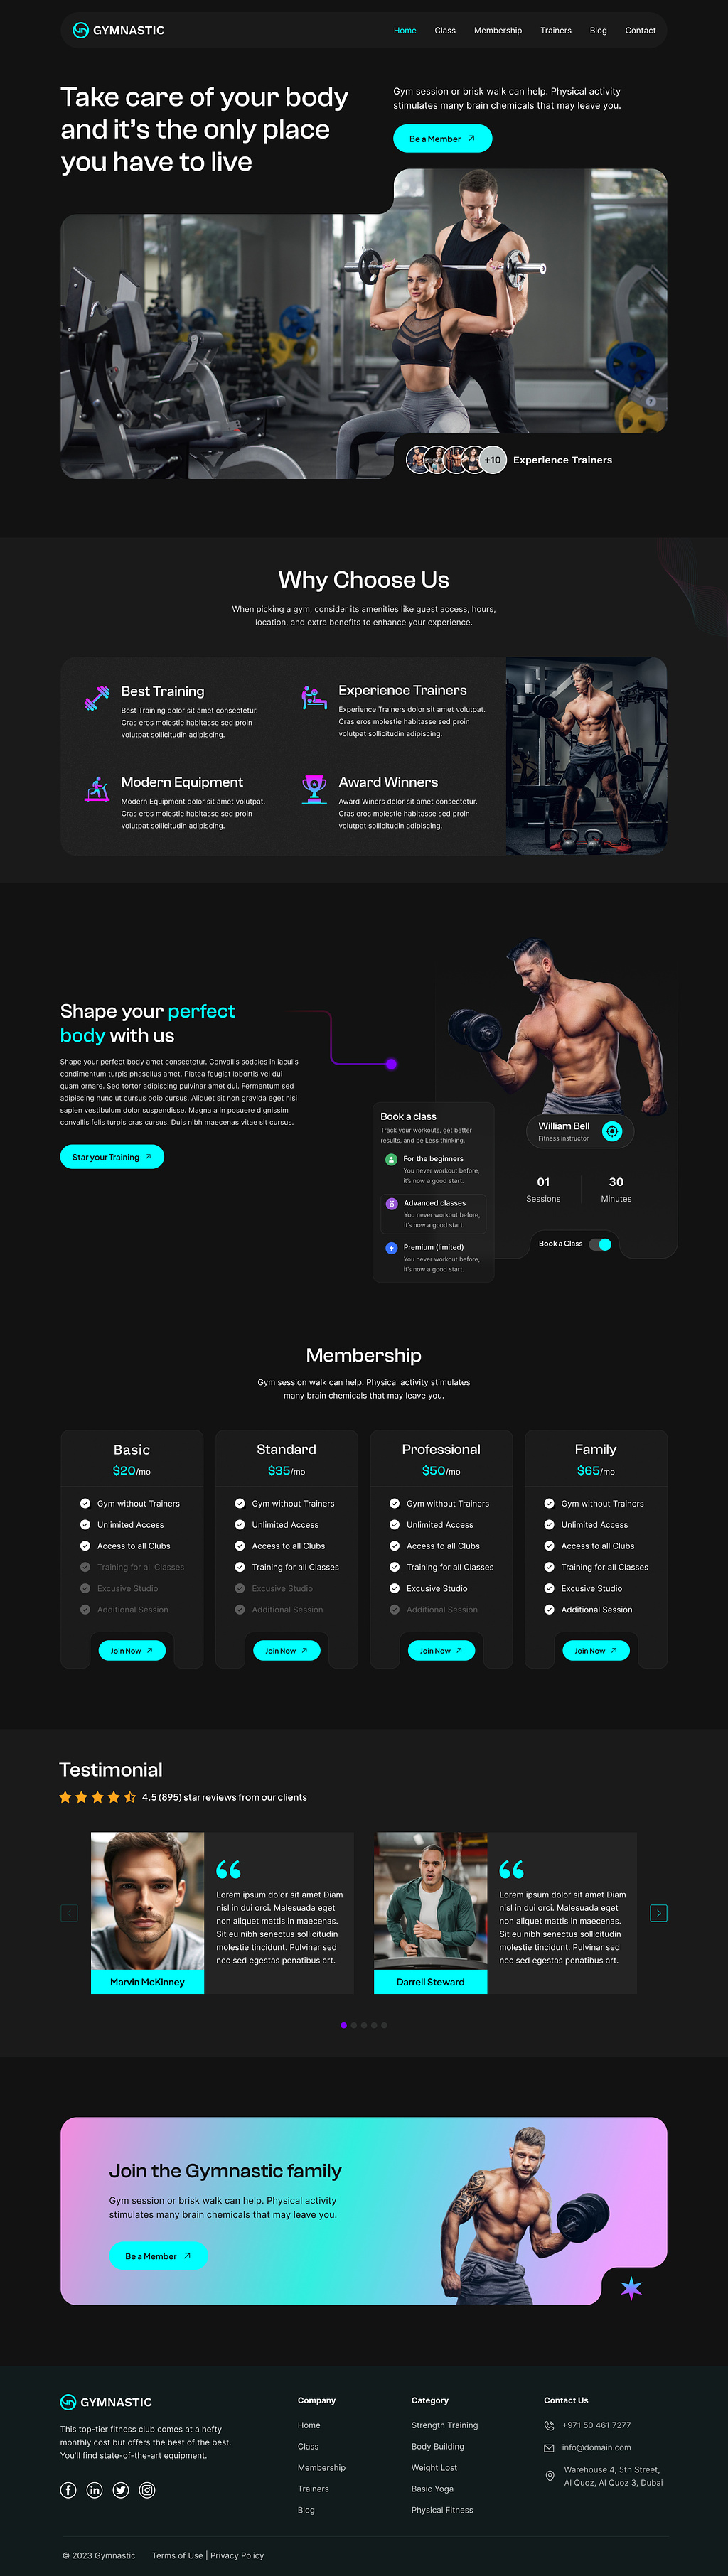 GYMNASTIC
Home Class Membership Trainers Blog Contact
Take care of your body
and it's the only place
you have to live
Gym session or brisk walk can help. Physical activity
stimulates many brain chemicals that may leave you.
Be a Member
+10 Experience Trainers
Why Choose Us
When picking a gym, consider its amenities like guest access, hours,
location, and extra benefits to enhance your experience.
Best Training
Best Training dolor sit amet consectetur.
Cras eros molestie habitasse sed proin
volutpat sollicitudin adipiscing.
Experience Trainers
Experience Trainers dolor sit amet volutpat.
Cras eros molestie habitasse sed proin
volutpat sollicitudin adipiscing.
Modern Equipment
Modern Equipment dolor sit amet volutpat.
Cras eros molestie habitasse sed proin
volutpat sollicitudin adipiscing.
Award Winners
Award Winers dolor sit amet consectetur.
Cras eros molestie habitasse sed proin
volutpat sollicitudin adipiscing.
Shape your perfect
body with us
Shape your perfect body amet consectetur. Convallis sodales in iaculis
condimentum turpis phasellus amet. Platea feugiat lobortis vel dui
quam ornare. Sed tortor adipiscing pulvinar amet dui. Fermentum sed
adipiscing nunc ut cursus odio cursus. Aliquet sit non gravida eget nisi
sapien vestibulum dolor suspendisse. Magna a in posuere dignissim
convallis felis turpis cras cursus. Duis nibh maecenas vitae sit cursus.
Star your Training
Book a class
Track your workouts, get better
results, and be Less thinking.
For the beginners
You never workout before,
it's now a good start.
Advanced classes
You never workout before,
it's now a good start.
Premium (limited)
You never workout before,
it's now a good start.
William Bell
Fitness instructor
01 30
Sessions Minutes
Book a Class
Membership
Gym session walk can help. Physical activity stimulates
many brain chemicals that may leave you.
Basic
$20/mo
Gym without Trainers
Unlimited Access
Access to all Clubs
Training for all Classes
Excusive Studio
Additional Session
Join Now
Standard
$35/mo
Gym without Trainers
Unlimited Access
Access to all Clubs
Training for all Classes
Excusive Studio
Additional Session
Join Now
Professional
$50/mo
Gym without Trainers
Unlimited Access
Access to all Clubs
Training for all Classes
Excusive Studio
Additional Session
Join Now
Family
$65/mo
Gym without Trainers
Unlimited Access
Access to all Clubs
Training for all Classes
Excusive Studio
Additional Session
Join Now
Testimonial
4.5 (895) star reviews from our clients
Lorem ipsum dolor sit amet Diam
nisl in dui orci. Malesuada eget
non aliquet mattis in maecenas.
Sit eu nibh senectus sollicitudin
molestie tincidunt. Pulvinar sed
nec sed egestas penatibus art.
Marvin McKinney
Lorem ipsum dolor sit amet Diam
nisl in dui orci. Malesuada eget
non aliquet mattis in maecenas.
Sit eu nibh senectus sollicitudin
molestie tincidunt. Pulvinar sed
nec sed egestas penatibus art.
Darrell Steward
Join the Gymnastic family
Gym session or brisk walk can help. Physical activity
stimulates many brain chemicals that may leave you.
Be a Member
GYMNASTIC
This top-tier fitness club comes at a hefty
monthly cost but offers the best of the best.
You'll find state-of-the-art equipment.
Company
Home
Class
Membership
Trainers
Blog
Category
Strength Training
Body Building
Weight Lost
Basic Yoga
Physical Fitness
Contact Us
+971 50 461 7277
info@domain.com
Warehouse 4, 5th Street,
Al Quoz, Al Quoz 3, Dubai
© 2023 Gymnastic Terms of Use | Privacy Policy